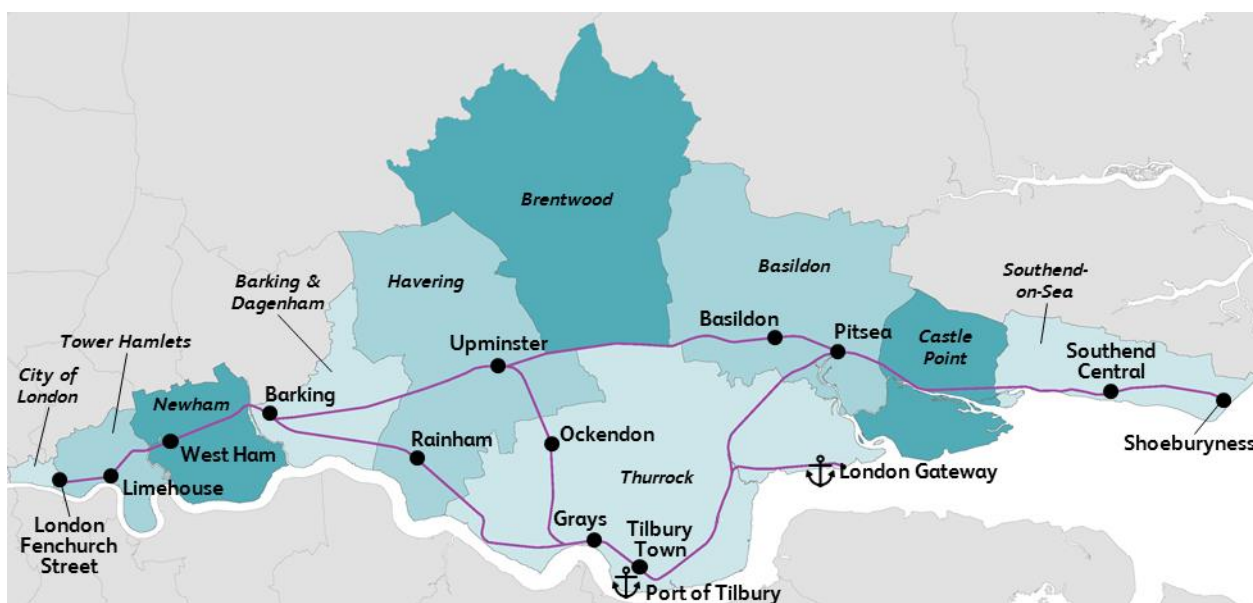 Brentwood
Barking &
Dagenham
Havering
Basildon
Southend-
on-Sea
Tower Hamlets
Upminster
Basildon
Pitsea
Castle
Point
Southend
Central
City of
London
Newham
Barking
West Ham
Rainham
Ockendon
Shoeburyness
Limehouse
Thurrock
London Gateway
London
Fenchurch
Street
Grays
Tilbury
Town
Port of Tilbury